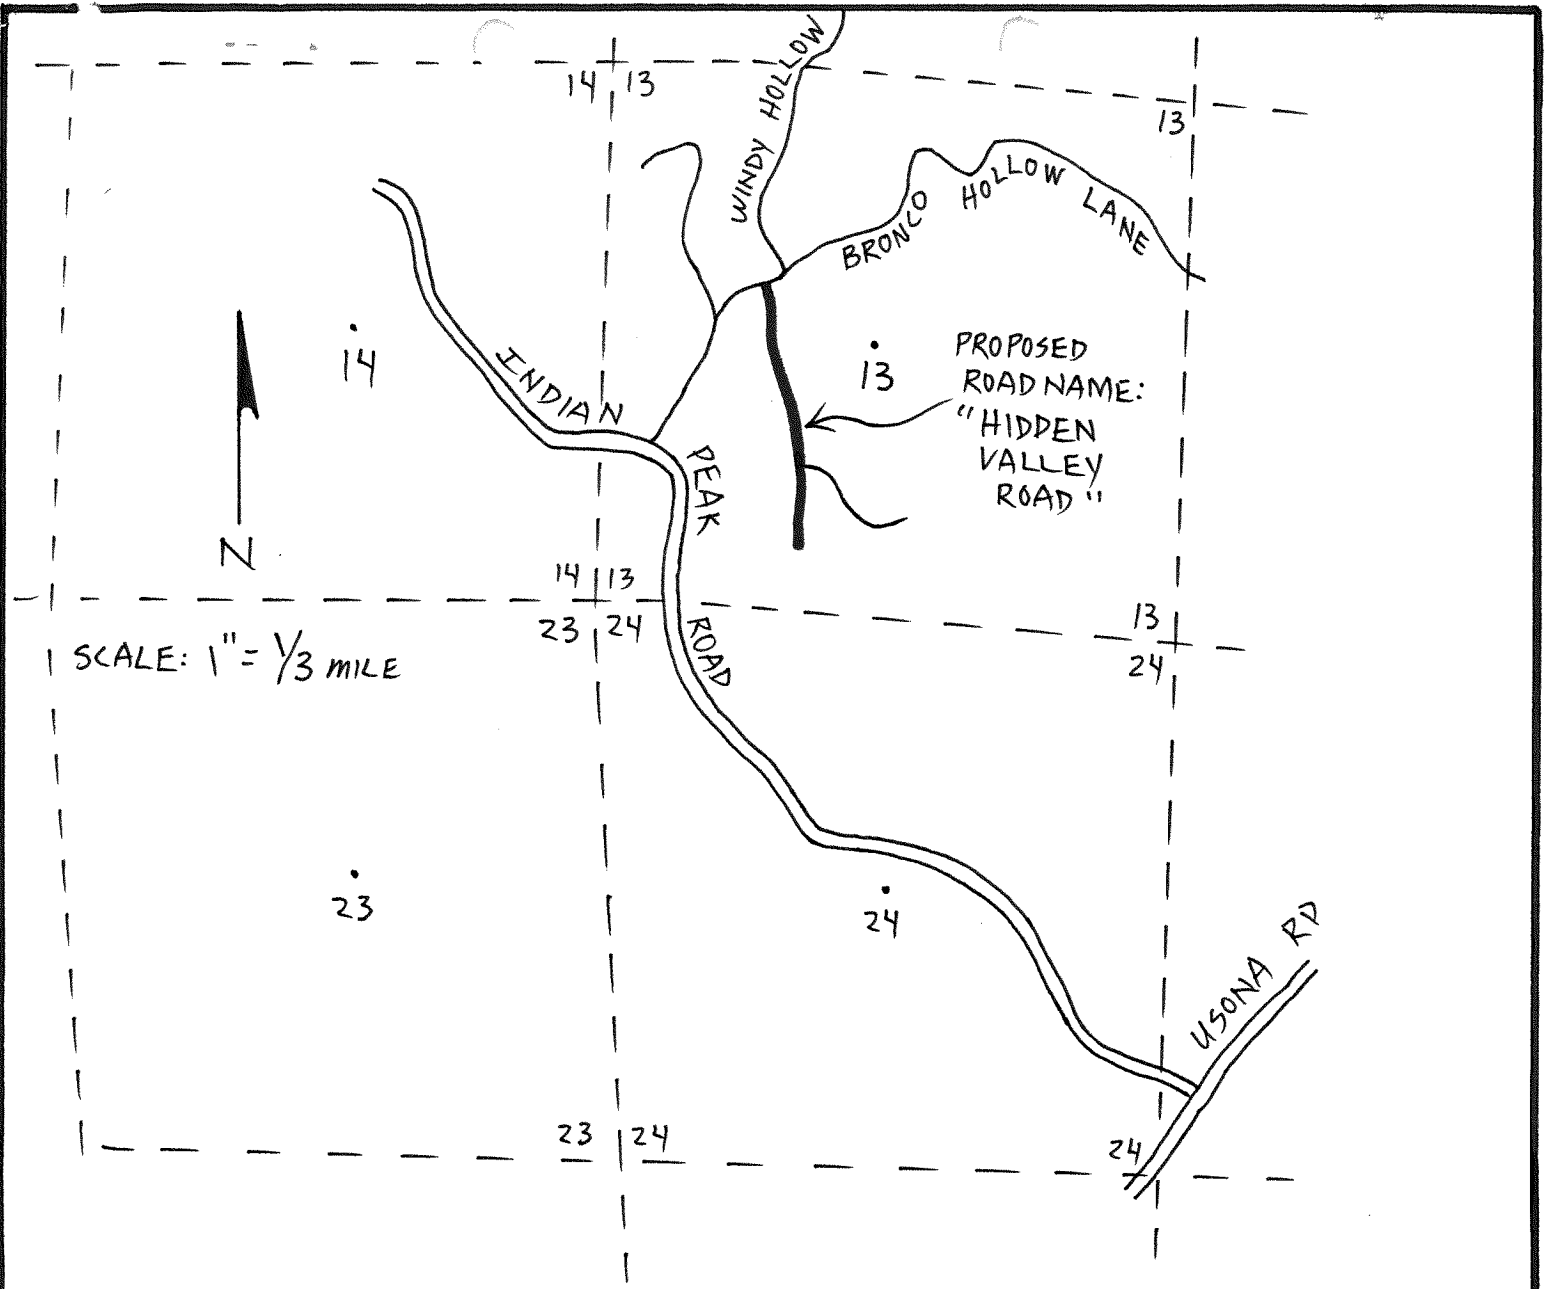 14 13
13
WINDY HOLLOW
BRONCO HOLLOW LANE
14
13
PROPOSED
ROAD NAME:
"HIDDEN
VALLEY
ROAD"
INDIAN PEAK ROAD
N
14 13
23 24
13
24
SCALE: 1" = 1/3 MILE
23
24
USONA RD
23 24
24